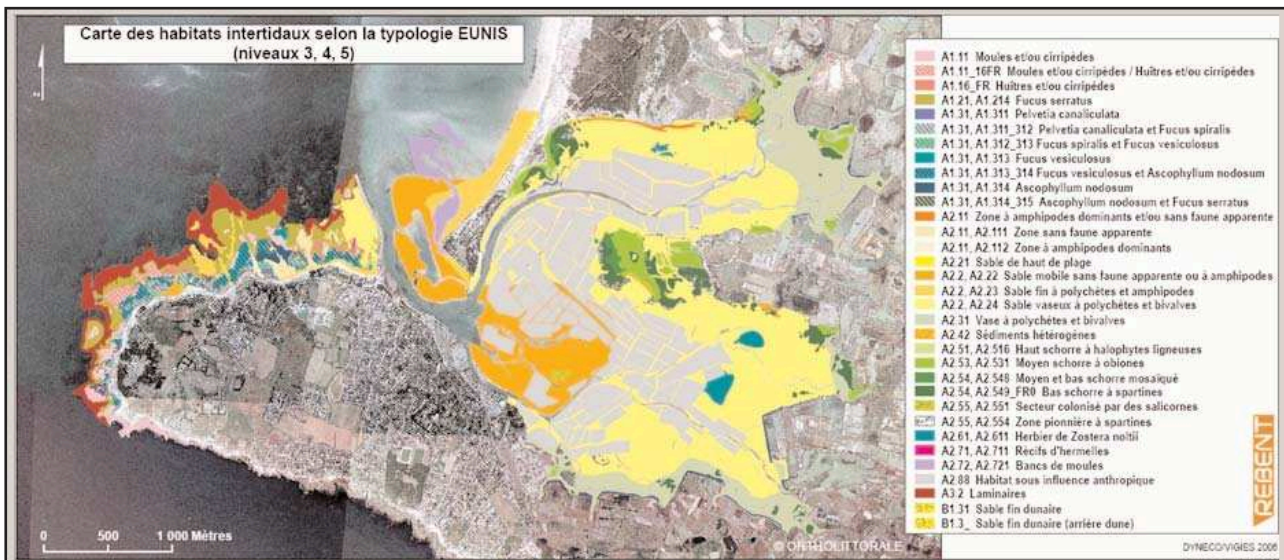 Carte des habitats intertidaux selon la typologie EUNIS
(niveaux 3, 4, 5)
A1.11 Moules et/ou cirripèdes
A1.11_16FR Moules et/ou cirripèdes / Huîtres et/ou cirripèdes
A1.16_FR Huîtres et/ou cirripèdes
A1.21, A1.214 Fucus serratus
A1.31, A1.311 Pelvetia canaliculata
A1.31, A1.311_312 Pelvetia canaliculata et Fucus spiralis
A1.31, A1.312_313 Fucus spiralis et Fucus vesiculosus
A1.31, A1.313 Fucus vesiculosus
A1.31, A1.313_314 Fucus vesiculosus et Ascophyllum nodosum
A1.31, A1.314 Ascophyllum nodosum
A1.31, A1.314_315 Ascophyllum nodosum et Fucus serratus
A2.11 Zone à amphipodes dominants et/ou sans faune apparente
A2.11, A2.111 Zone sans faune apparente
A2.11, A2.112 Zone à amphipodes dominants
A2.21 Sable de haut de plage
A2.2, A2.22 Sable mobile sans faune apparente ou à amphipodes
A2.2, A2.23 Sable fin à polychètes et amphipodes
A2.2, A2.24 Sable vaseux à polychètes et bivalves
A2.31 Vase à polychètes et bivalves
A2.42 Sédiments hétérogènes
A2.51, A2.516 Haut schorre à halophytes ligneuses
A2.53, A2.531 Moyen schorre à obiones
A2.54, A2.548 Moyen et bas schorre mosaïqué
A2.54, A2.549_FR0 Bas schorre à spartines
A2.55, A2.551 Secteur colonisé par des salicornes
A2.55, A2.554 Zone pionnière à spartines
A2.61, A2.611 Herbier de Zostera noltii
A2.71, A2.711 Récifs d'hermelles
A2.72, A2.721 Bancs de moules
A2.88 Habitat sous influence anthropique
A3.2 Laminaires
B1.31 Sable fin dunaire
B1.3_ Sable fin dunaire (arrière dune)
REBENT
0 500 1 000 Mètres
© ORTHOLITTORALE
DYNECO/VIGIES 2006